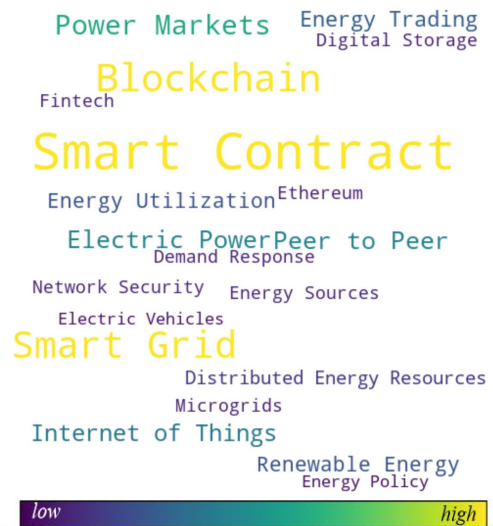 Power Markets
Energy Trading
Digital Storage
Blockchain
Fintech
Smart Contract
Ethereum
Energy Utilization
Electric Power
Peer to Peer
Demand Response
Network Security
Energy Sources
Electric Vehicles
Smart Grid
Distributed Energy Resources
Microgrids
Internet of Things
Renewable Energy
Energy Policy
low
high